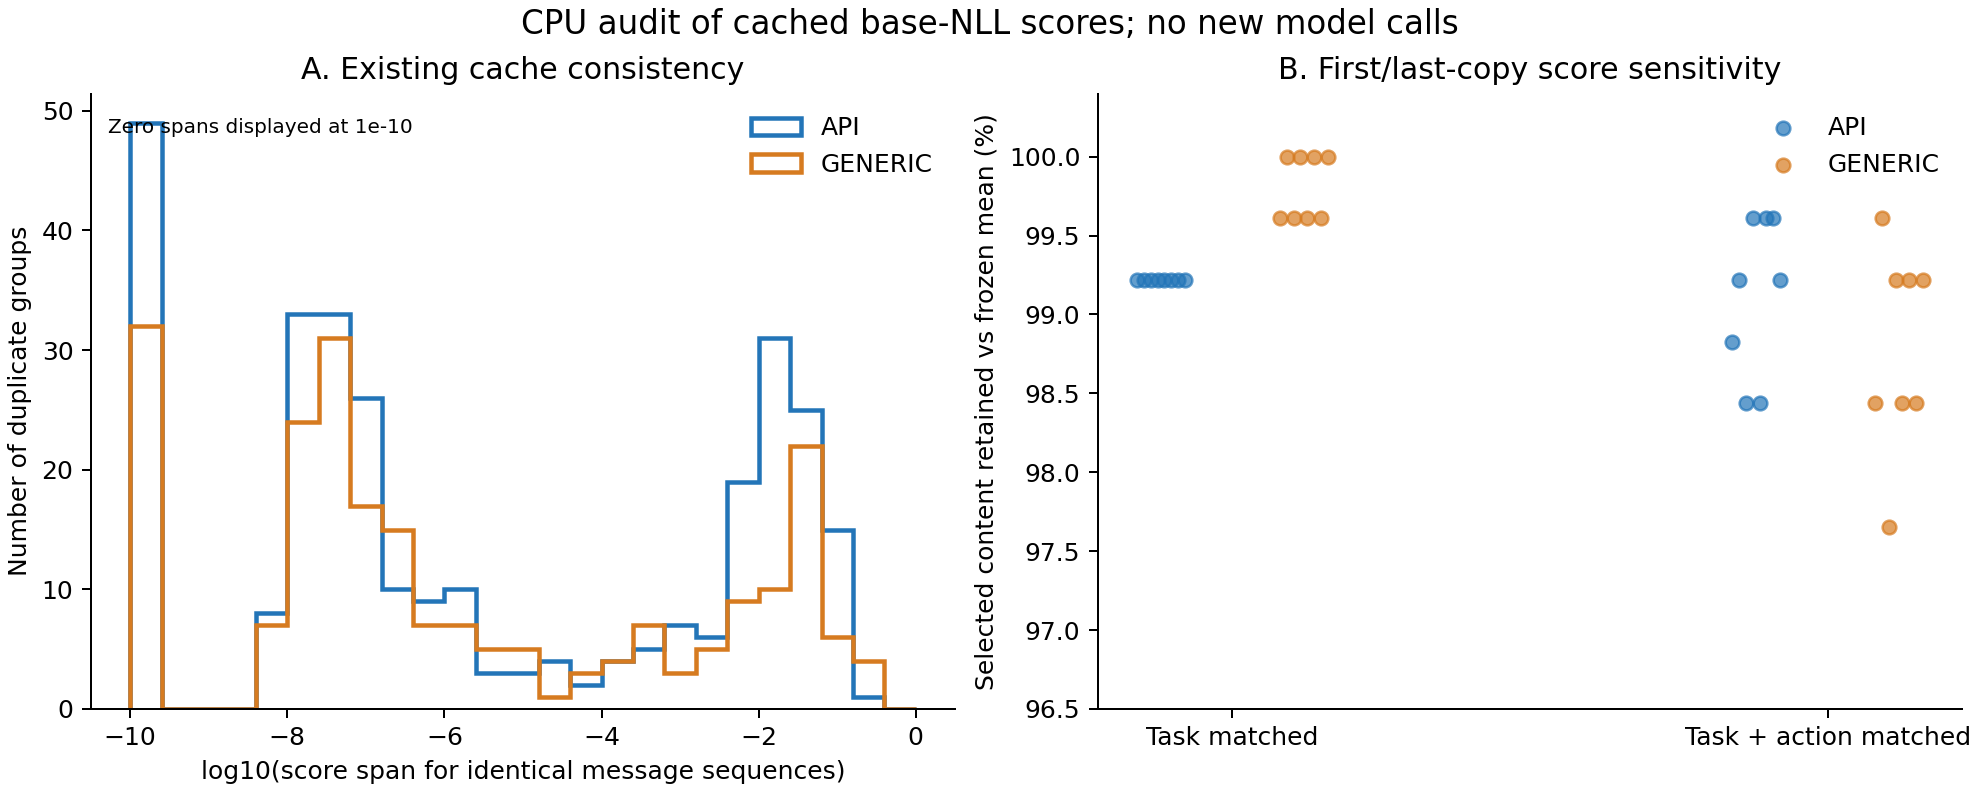 CPU audit of cached base-NLL scores; no new model calls
A. Existing cache consistency
Number of duplicate groups
50
40
30
20
10
0
Zero spans displayed at 1e-10
API
GENERIC
−10
−8
−6
−4
−2
0
log10(score span for identical message sequences)
B. First/last-copy score sensitivity
Selected content retained vs frozen mean (%)
100.0
99.5
99.0
98.5
98.0
97.5
97.0
96.5
API
GENERIC
Task matched
Task + action matched